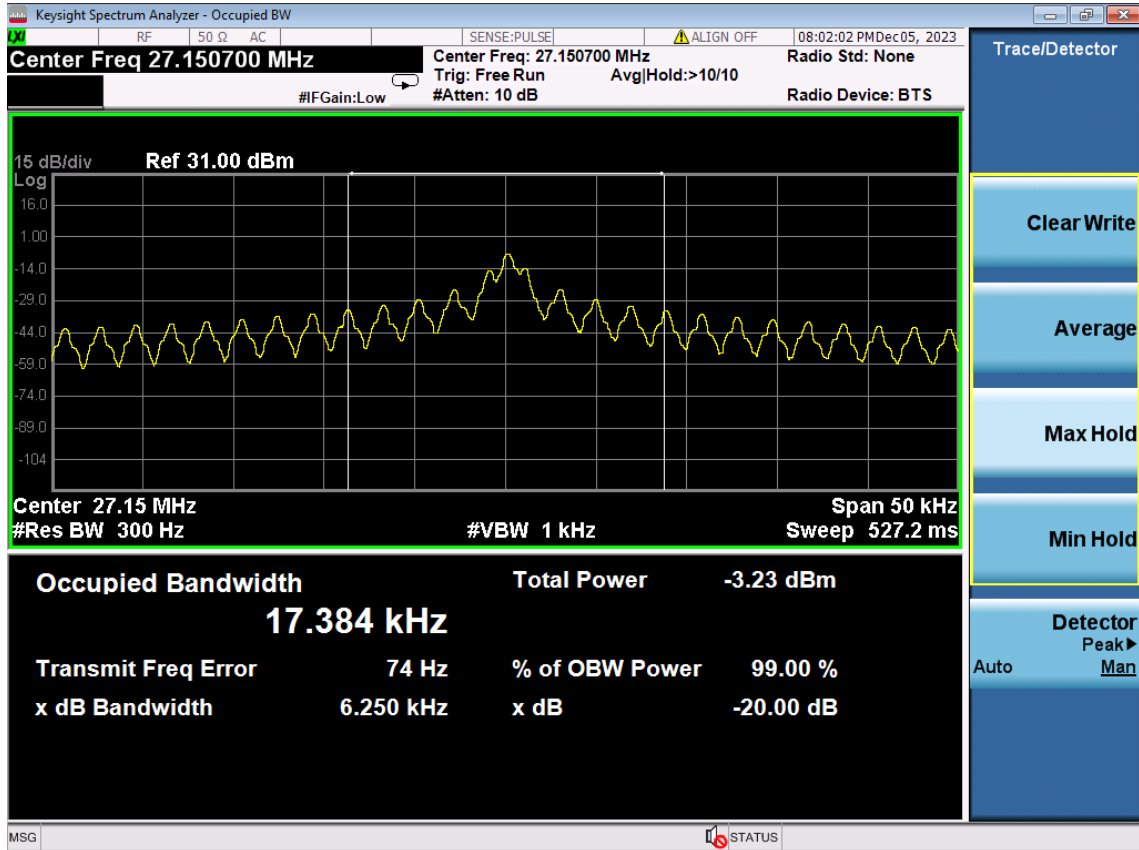 Keysight Spectrum Analyzer - Occupied BW
LXI RF 50 Ω AC SENSE:PULSE ALIGN OFF 08:02:02 PM Dec 05, 2023
Center Freq 27.150700 MHz
Center Freq: 27.150700 MHz
Radio Std: None
Trig: Free Run Avg|Hold:>10/10
#IFGain:Low
#Atten: 10 dB
Radio Device: BTS
15 dB/div Ref 31.00 dBm
Log
16.0
1.00
-14.0
-29.0
-44.0
-59.0
-74.0
-89.0
-104
Center 27.15 MHz Span 50 kHz
#Res BW 300 Hz #VBW 1 kHz Sweep 527.2 ms
Occupied Bandwidth Total Power -3.23 dBm
17.384 kHz
Transmit Freq Error 74 Hz % of OBW Power 99.00 %
x dB Bandwidth 6.250 kHz x dB -20.00 dB
Trace/Detector
Clear Write
Average
Max Hold
Min Hold
Detector
Peak▶
Auto Man
MSG STATUS